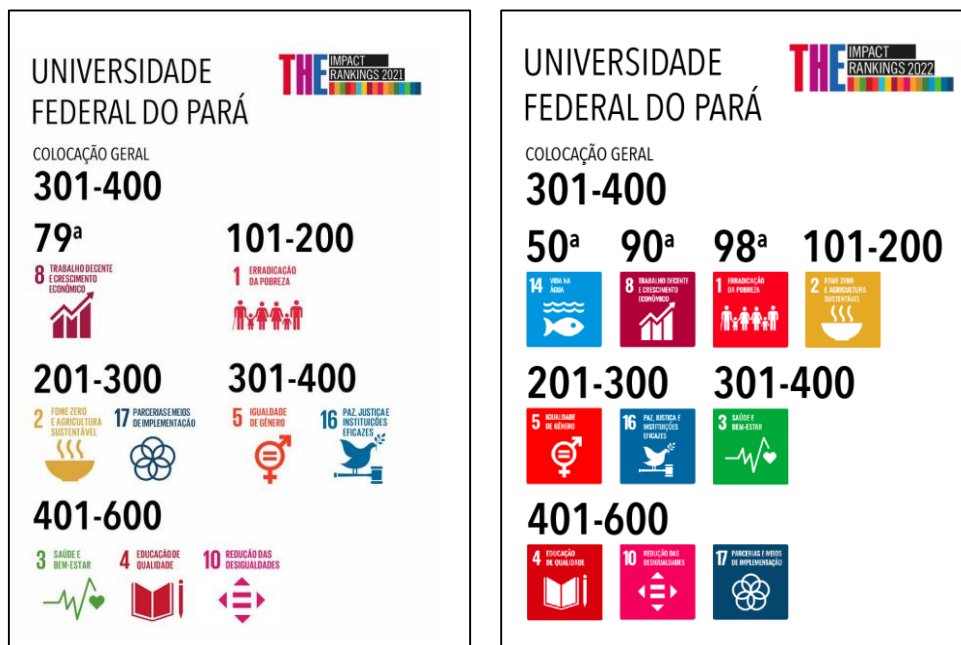 UNIVERSIDADE
FEDERAL DO PARÁ
THE IMPACT
RANKINGS 2021
COLOCAÇÃO GERAL
301-400
79ª
8 TRABALHO DECENTE
E CRESCIMENTO
ECONÔMICO
101-200
1 ERRADICAÇÃO
DA POBREZA
201-300
2 FOME ZERO
E AGRICULTURA
SUSTENTÁVEL
17 PARCERIAS E MEIOS
DE IMPLEMENTAÇÃO
301-400
5 IGUALDADE
DE GÊNERO
16 PAZ, JUSTIÇA E
INSTITUIÇÕES
EFICAZES
401-600
3 SAÚDE E
BEM-ESTAR
4 EDUCAÇÃO DE
QUALIDADE
10 REDUÇÃO DAS
DESIGUALDADES
UNIVERSIDADE
FEDERAL DO PARÁ
THE IMPACT
RANKINGS 2022
COLOCAÇÃO GERAL
301-400
50ª
14 VIDA NA
ÁGUA
90ª
8 TRABALHO DECENTE
E CRESCIMENTO
ECONÔMICO
98ª
1 ERRADICAÇÃO
DA POBREZA
101-200
2 FOME ZERO
E AGRICULTURA
SUSTENTÁVEL
201-300
5 IGUALDADE
DE GÊNERO
16 PAZ, JUSTIÇA E
INSTITUIÇÕES
EFICAZES
301-400
3 SAÚDE E
BEM-ESTAR
401-600
4 EDUCAÇÃO
DE QUALIDADE
10 REDUÇÃO DAS
DESIGUALDADES
17 PARCERIAS E MEIOS
DE IMPLEMENTAÇÃO